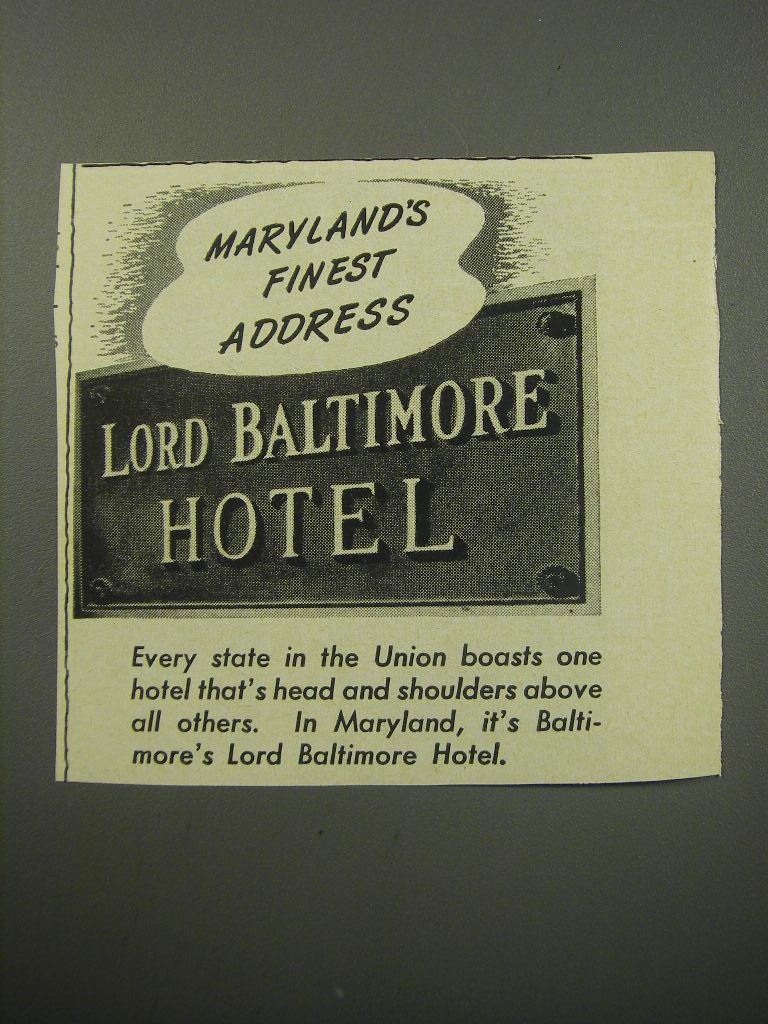 MARYLAND'S
FINEST
ADDRESS
LORD BALTIMORE
HOTEL
Every state in the Union boasts one
hotel that's head and shoulders above
all others. In Maryland, it's Balti-
more's Lord Baltimore Hotel.